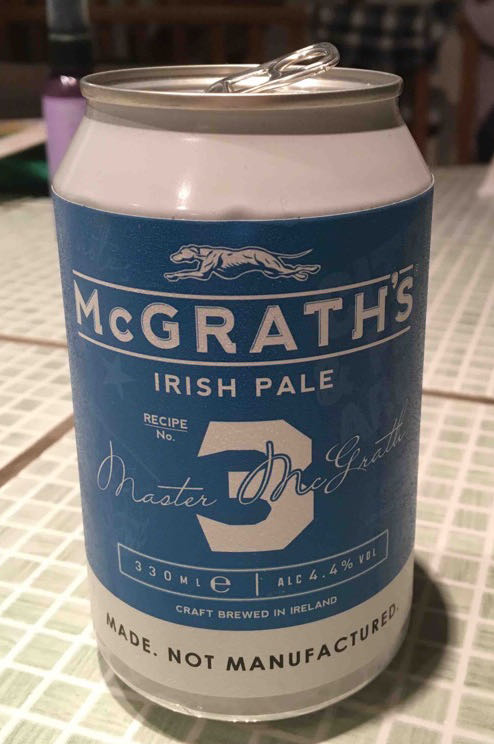 McGRATH'S
IRISH PALE
RECIPE
No.
3
Master McGrath
330ML e | ALC 4.4% VOL
CRAFT BREWED IN IRELAND
MADE. NOT MANUFACTURED.